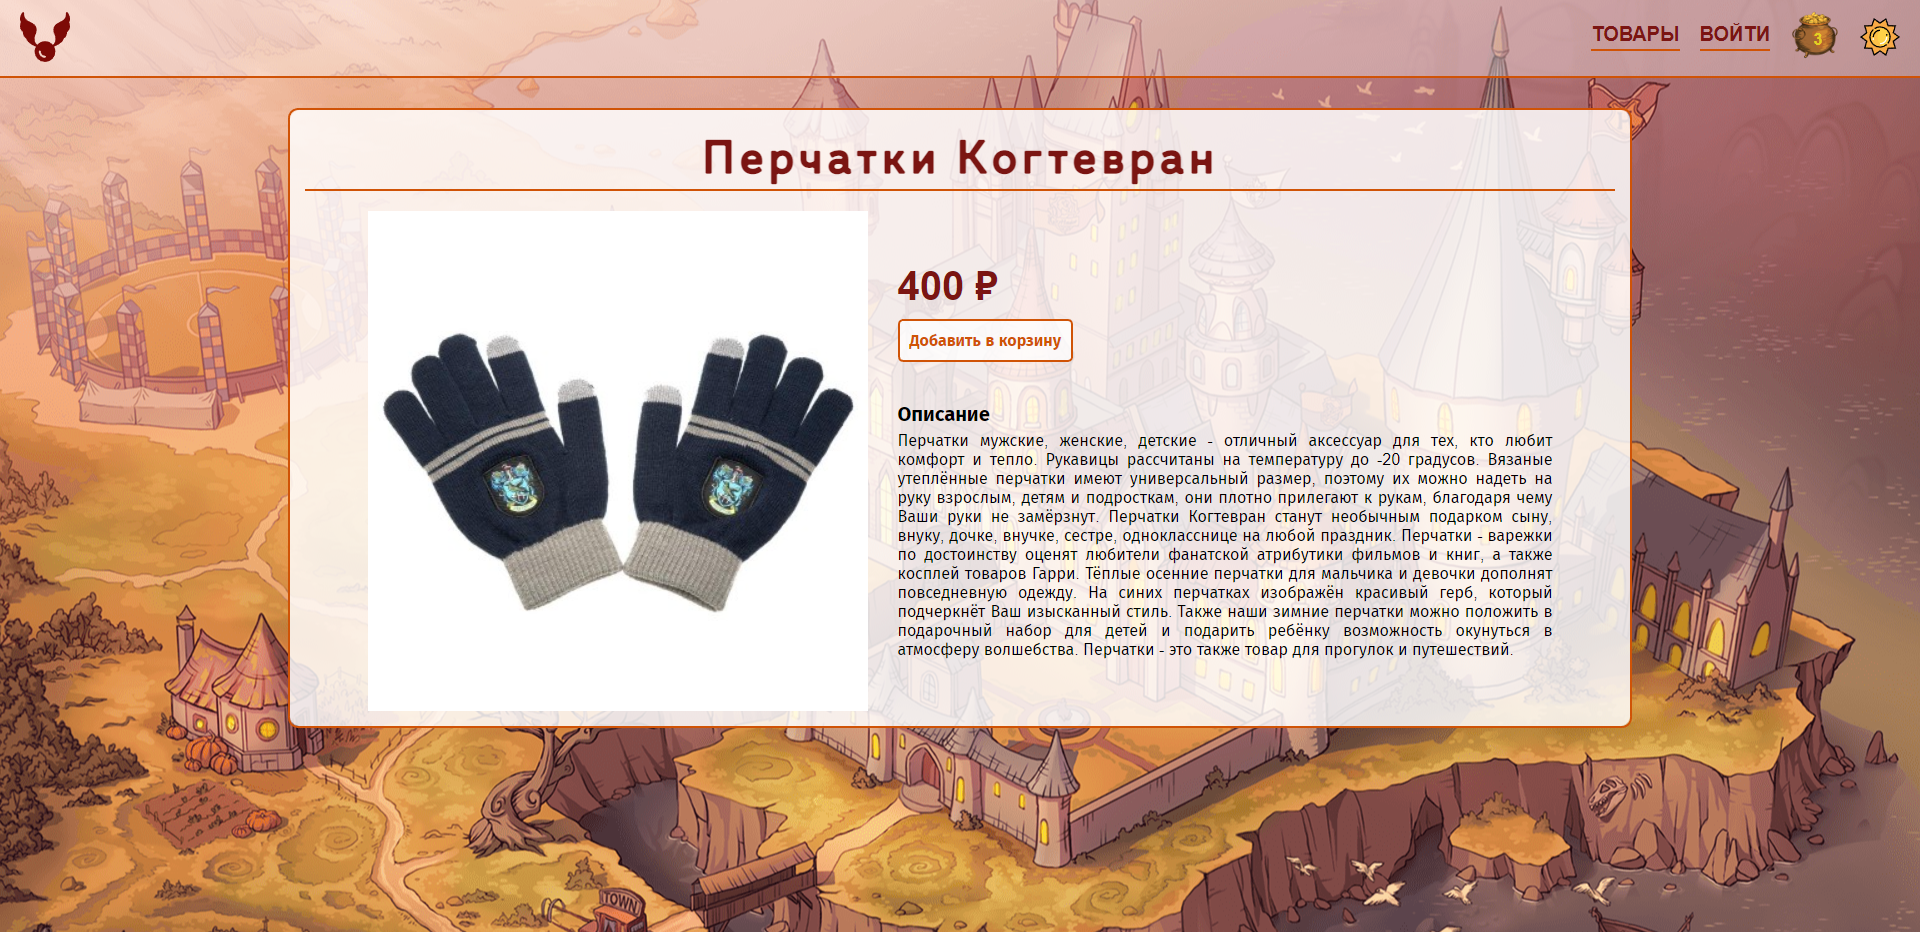 ТОВАРЫ ВОЙТИ 3
Перчатки Когтевран
400 ₽
Добавить в корзину
Описание
Перчатки мужские, женские, детские - отличный аксессуар для тех, кто любит
комфорт и тепло. Рукавицы рассчитаны на температуру до -20 градусов. Вязаные
утеплённые перчатки имеют универсальный размер, поэтому их можно надеть на
руку взрослым, детям и подросткам, они плотно прилегают к рукам, благодаря чему
Ваши руки не замёрзнут. Перчатки Когтевран станут необычным подарком сыну,
внуку, дочке, внучке, сестре, однокласснице на любой праздник. Перчатки - варежки
по достоинству оценят любители фанатской атрибутики фильмов и книг, а также
косплей товаров Гарри. Тёплые осенние перчатки для мальчика и девочки дополнят
повседневную одежду. На синих перчатках изображён красивый герб, который
подчеркнёт Ваш изысканный стиль. Также наши зимние перчатки можно положить в
подарочный набор для детей и подарить ребёнку возможность окунуться в
атмосферу волшебства. Перчатки - это также товар для прогулок и путешествий.
TOWN